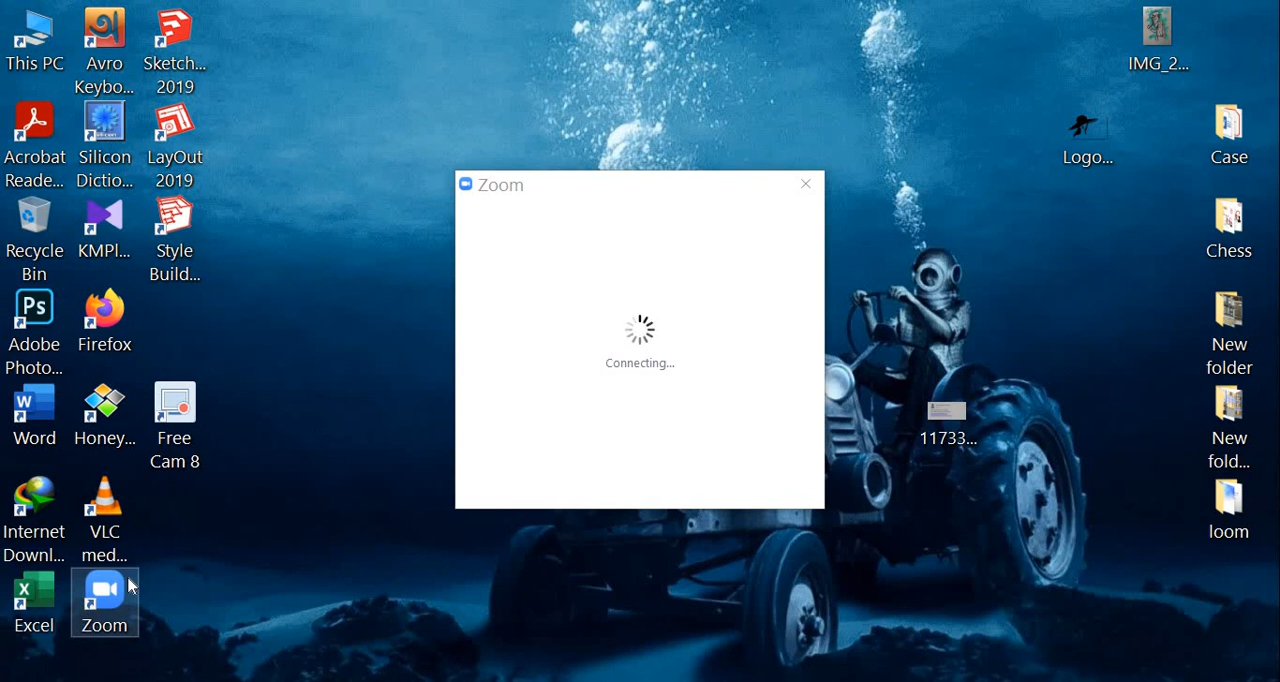 This PC
Avro
Keybo...
Sketch...
2019
Acrobat
Reade...
Silicon
Dictio...
LayOut
2019
Recycle
Bin
KMPl...
Style
Build...
Ps
Adobe
Photo...
Firefox
W
Word
Honey...
Free
Cam 8
Internet
Downl...
VLC
med...
X
Excel
Zoom
Zoom
Connecting...
IMG_2...
Logo...
Case
Chess
New
folder
11733...
New
fold...
loom